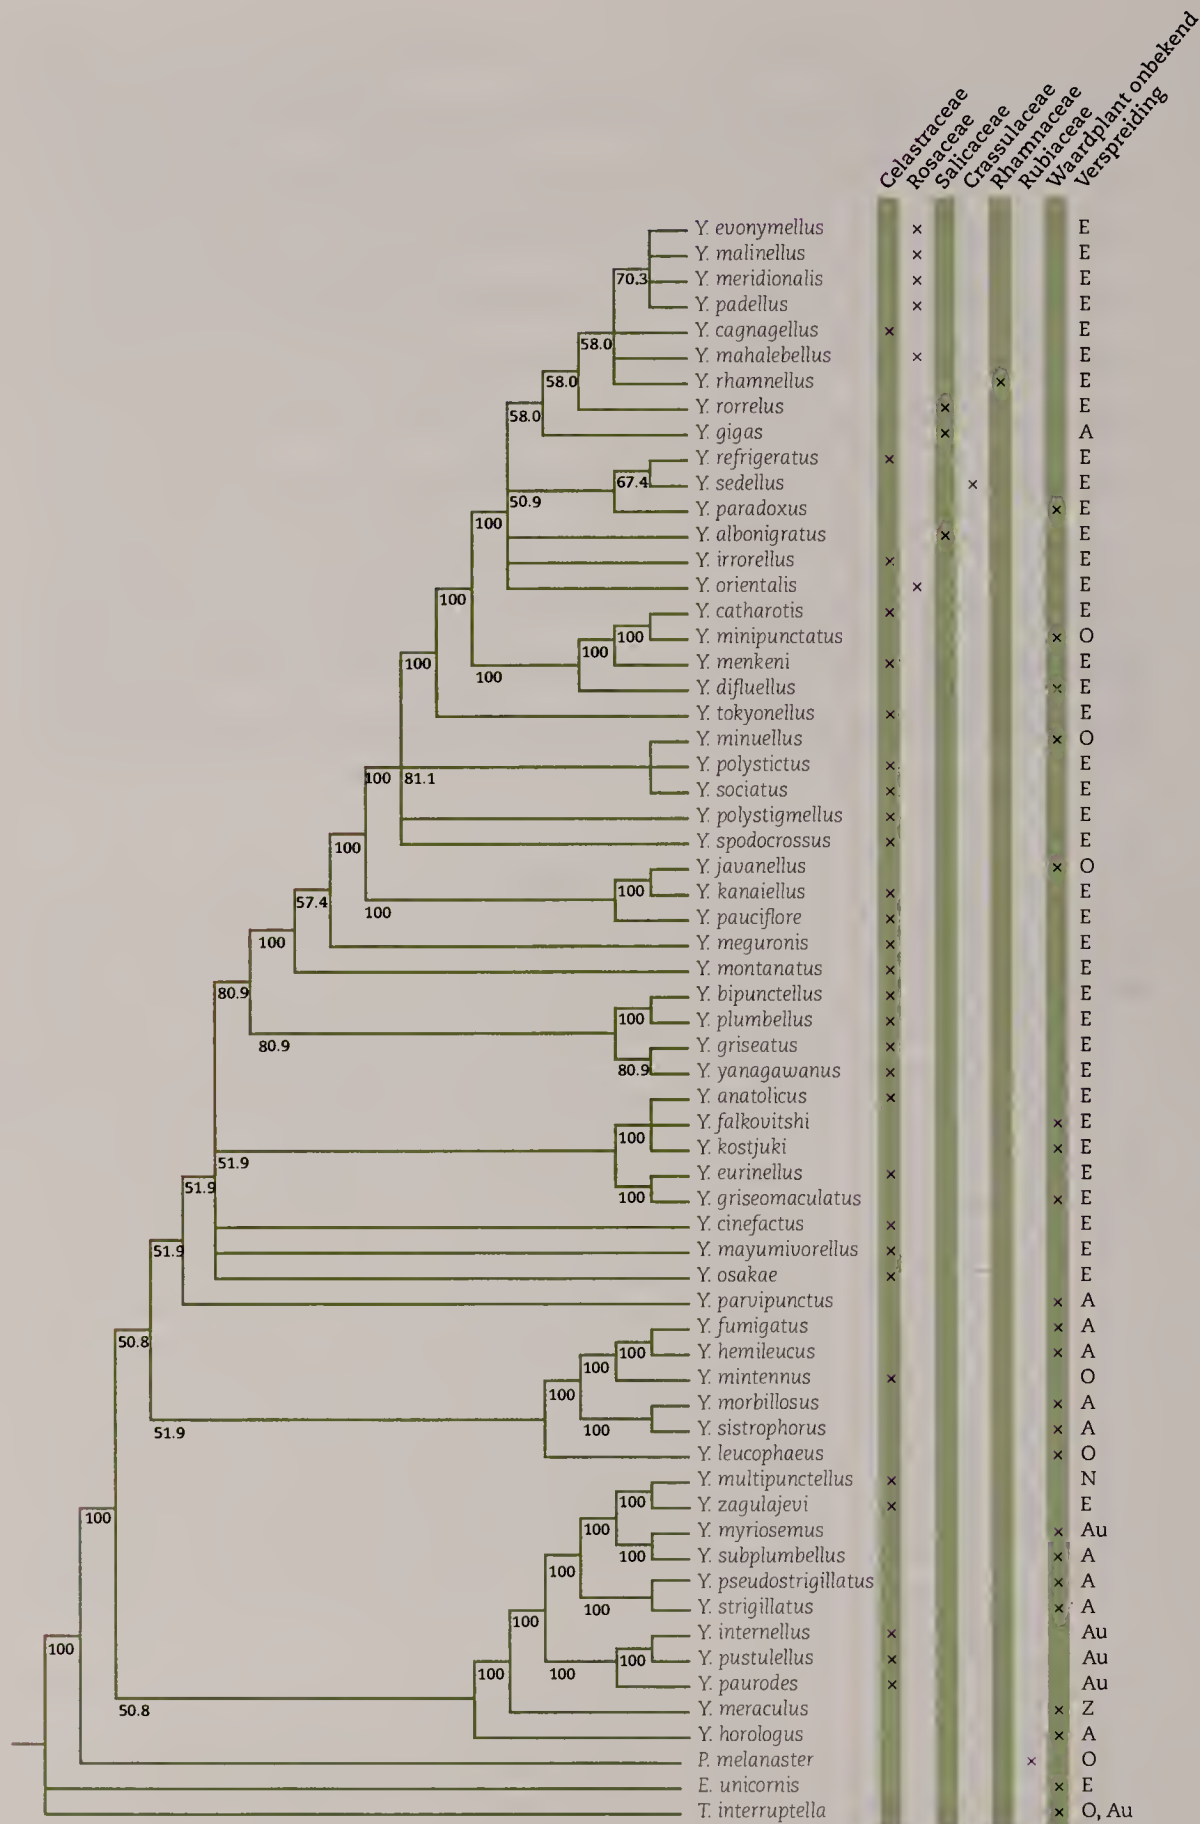 Celastraceae
Rosaceae
Salicaceae
Crassulaceae
Rhamnaceae
Rubiaceae
Waardplant onbekend
Verspreiding
Y. evonymellus × E
Y. malinellus × E
Y. meridionalis × E
70.3
Y. padellus × E
Y. cagnagellus × E
58.0
Y. mahalebellus × E
Y. rhamnellus × E
58.0
Y. rorrelus × E
58.0
Y. gigas × A
Y. refrigeratus × E
Y. sedellus × E
67.4
50.9
Y. paradoxus × E
100
Y. albonigratus × E
Y. irrorellus × E
Y. orientalis × E
100
Y. catharotis × E
Y. minipunctatus × O
100
100
Y. menkeni × E
100
100
Y. difluellus × E
Y. tokyonellus × E
Y. minuellus × O
Y. polystictus × E
100 81.1
Y. sociatus × E
Y. polystigmellus × E
Y. spodocrossus × E
100
Y. javanellus × O
Y. kanaiellus × E
100
57.4
100
Y. pauciflore × E
Y. meguronis × E
100
Y. montanatus × E
Y. bipunctellus × E
80.9
Y. plumbellus × E
100
Y. griseatus × E
80.9
Y. yanagawanus × E
80.9
Y. anatolicus × E
Y. falkovitshi × E
100
Y. kostjuki × E
51.9
Y. eurinellus × E
51.9
Y. griseomaculatus × E
100
Y. cinefactus × E
Y. mayumivorellus × E
51.9
Y. osakae × E
Y. parvipunctus × A
Y. fumigatus × A
50.8
Y. hemileucus × A
100
100
Y. mintennus × O
100
Y. morbillosus × A
Y. sistrophorus × A
51.9
100
Y. leucophaeus × O
Y. multipunctellus × N
Y. zagulajevi × E
100
100
Y. myriosemus × Au
100
Y. subplumbellus × A
100
100
Y. pseudostrigillatus × A
Y. strigillatus × A
100
100
Y. internellus × Au
100
Y. pustulellus × Au
100
100
100
Y. paurodes × Au
Y. meraculus × Z
50.8
Y. horologus × A
P. melanaster × O
E. unicornis × E
T. interruptella × O, Au